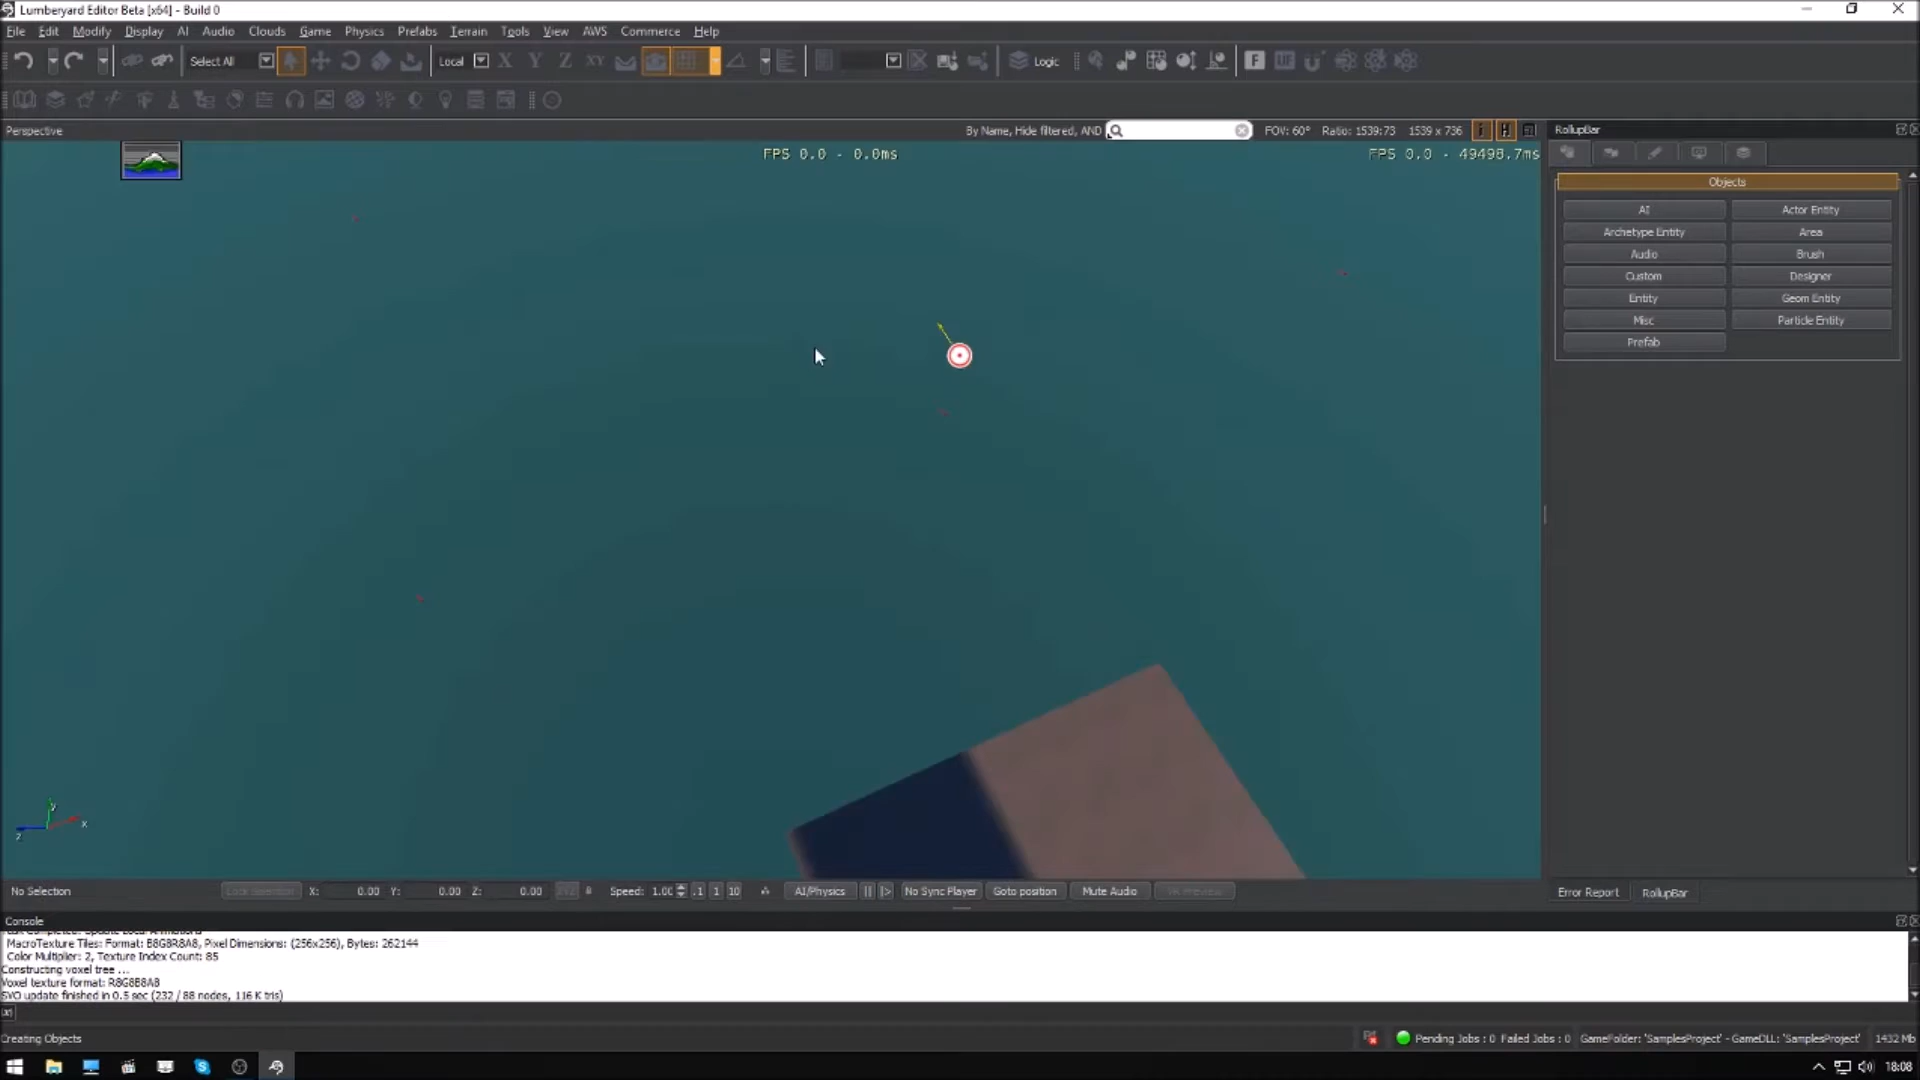 Lumberyard Editor Beta [x64] - Build 0
File Edit Modify Display AI Audio Clouds Game Physics Prefabs Terrain Tools View AWS Commerce Help
Select All Local X Y Z XY Logic F
Perspective By Name, Hide filtered, AND FOV: 60° Ratio: 1539:73 1539 x 736 H RollupBar
FPS 0.0 - 0.0ms FPS 0.0 - 49498.7ms
Objects
AI Actor Entity
Archetype Entity Area
Audio Brush
Custom Designer
Entity Geom Entity
Misc Particle Entity
Prefab
y
x
z
No Selection Lock Selection X: 0.00 Y: 0.00 Z: 0.00 Speed: 1.00 .1 1 10 AI/Physics No Sync Player Goto position Mute Audio VR Preview Error Report RollupBar
Console
MacroTexture Tiles: Format: B8G8R8A8, Pixel Dimensions: (256x256), Bytes: 262144
Color Multiplier: 2, Texture Index Count: 85
Constructing voxel tree ...
Voxel texture format: R8G8B8A8
SVO update finished in 0.5 sec (232 / 88 nodes, 116 K tris)
Creating Objects Pending Jobs : 0 Failed Jobs : 0 GameFolder: 'SamplesProject' - GameDLL: 'SamplesProject' 1432 Mb
18:08